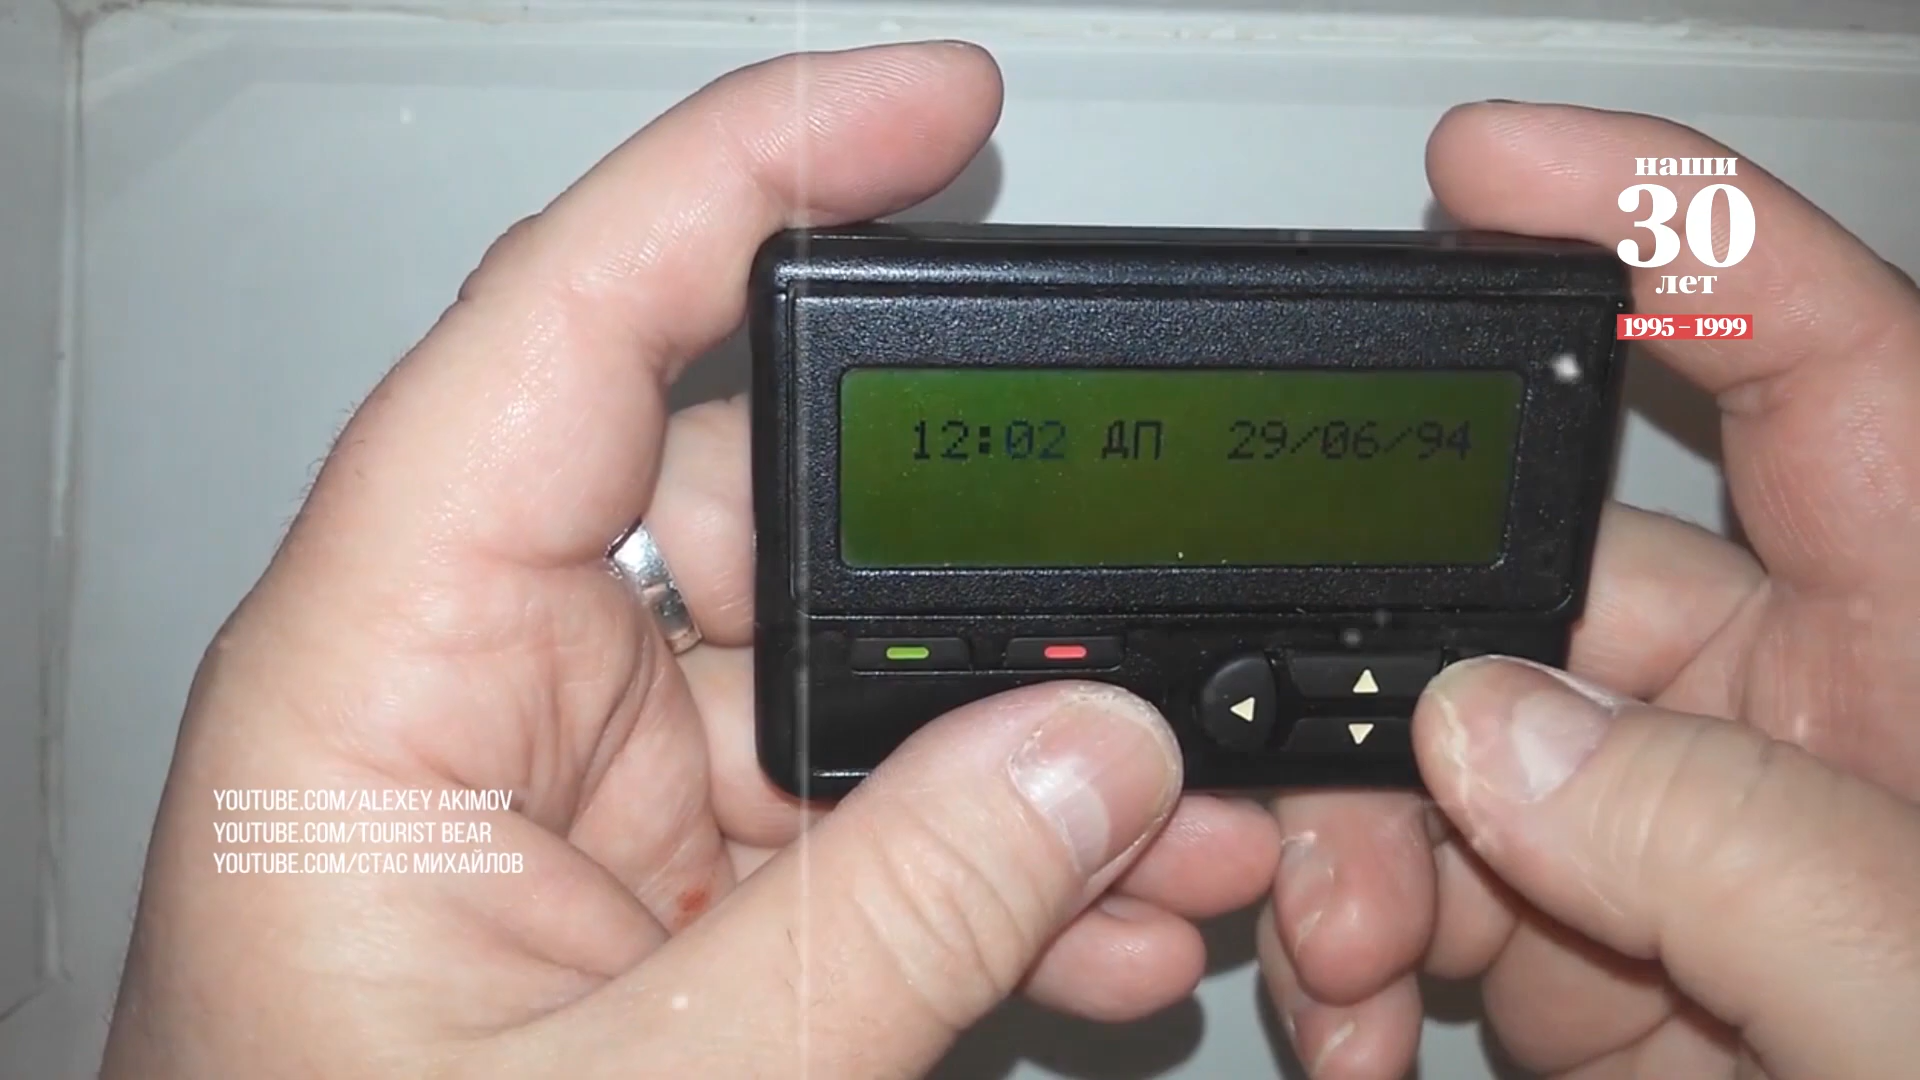 наши
30
лет
1995 – 1999
12:02 ДП 29/06/94
YOUTUBE.COM/ALEXEY AKIMOV
YOUTUBE.COM/TOURIST BEAR
YOUTUBE.COM/СТАС МИХАЙЛОВ